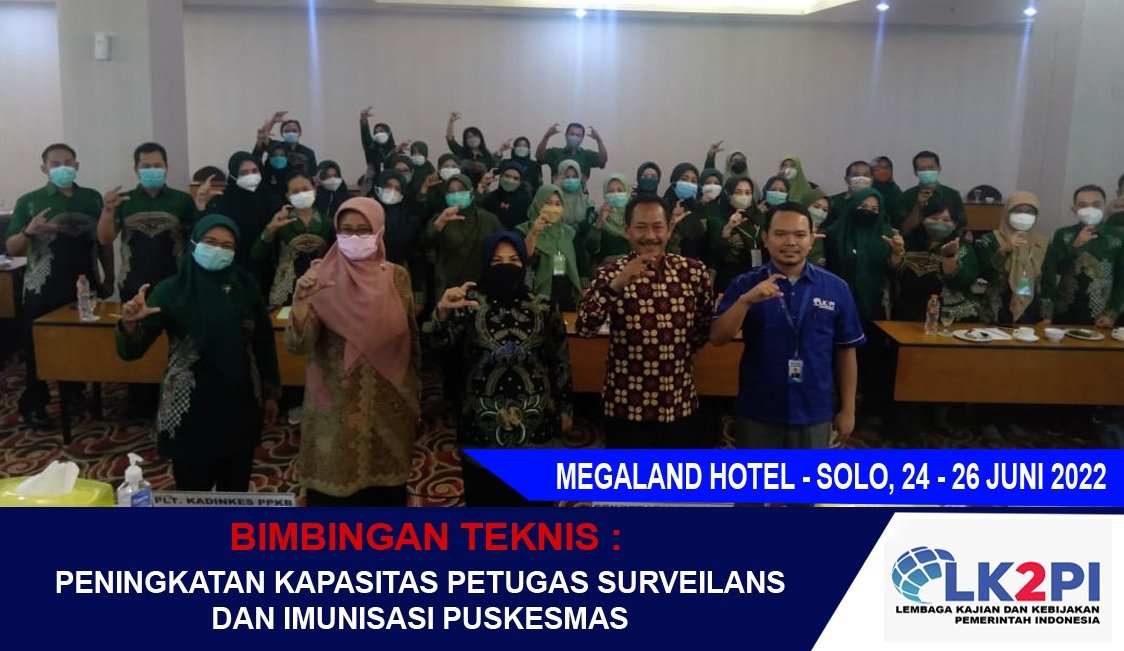 LK2PI
PLT. KADINKES PPKB
MEGALAND HOTEL - SOLO, 24 - 26 JUNI 2022
BIMBINGAN TEKNIS :
PENINGKATAN KAPASITAS PETUGAS SURVEILANS
DAN IMUNISASI PUSKESMAS
LK2PI
LEMBAGA KAJIAN DAN KEBIJAKAN
PEMERINTAH INDONESIA